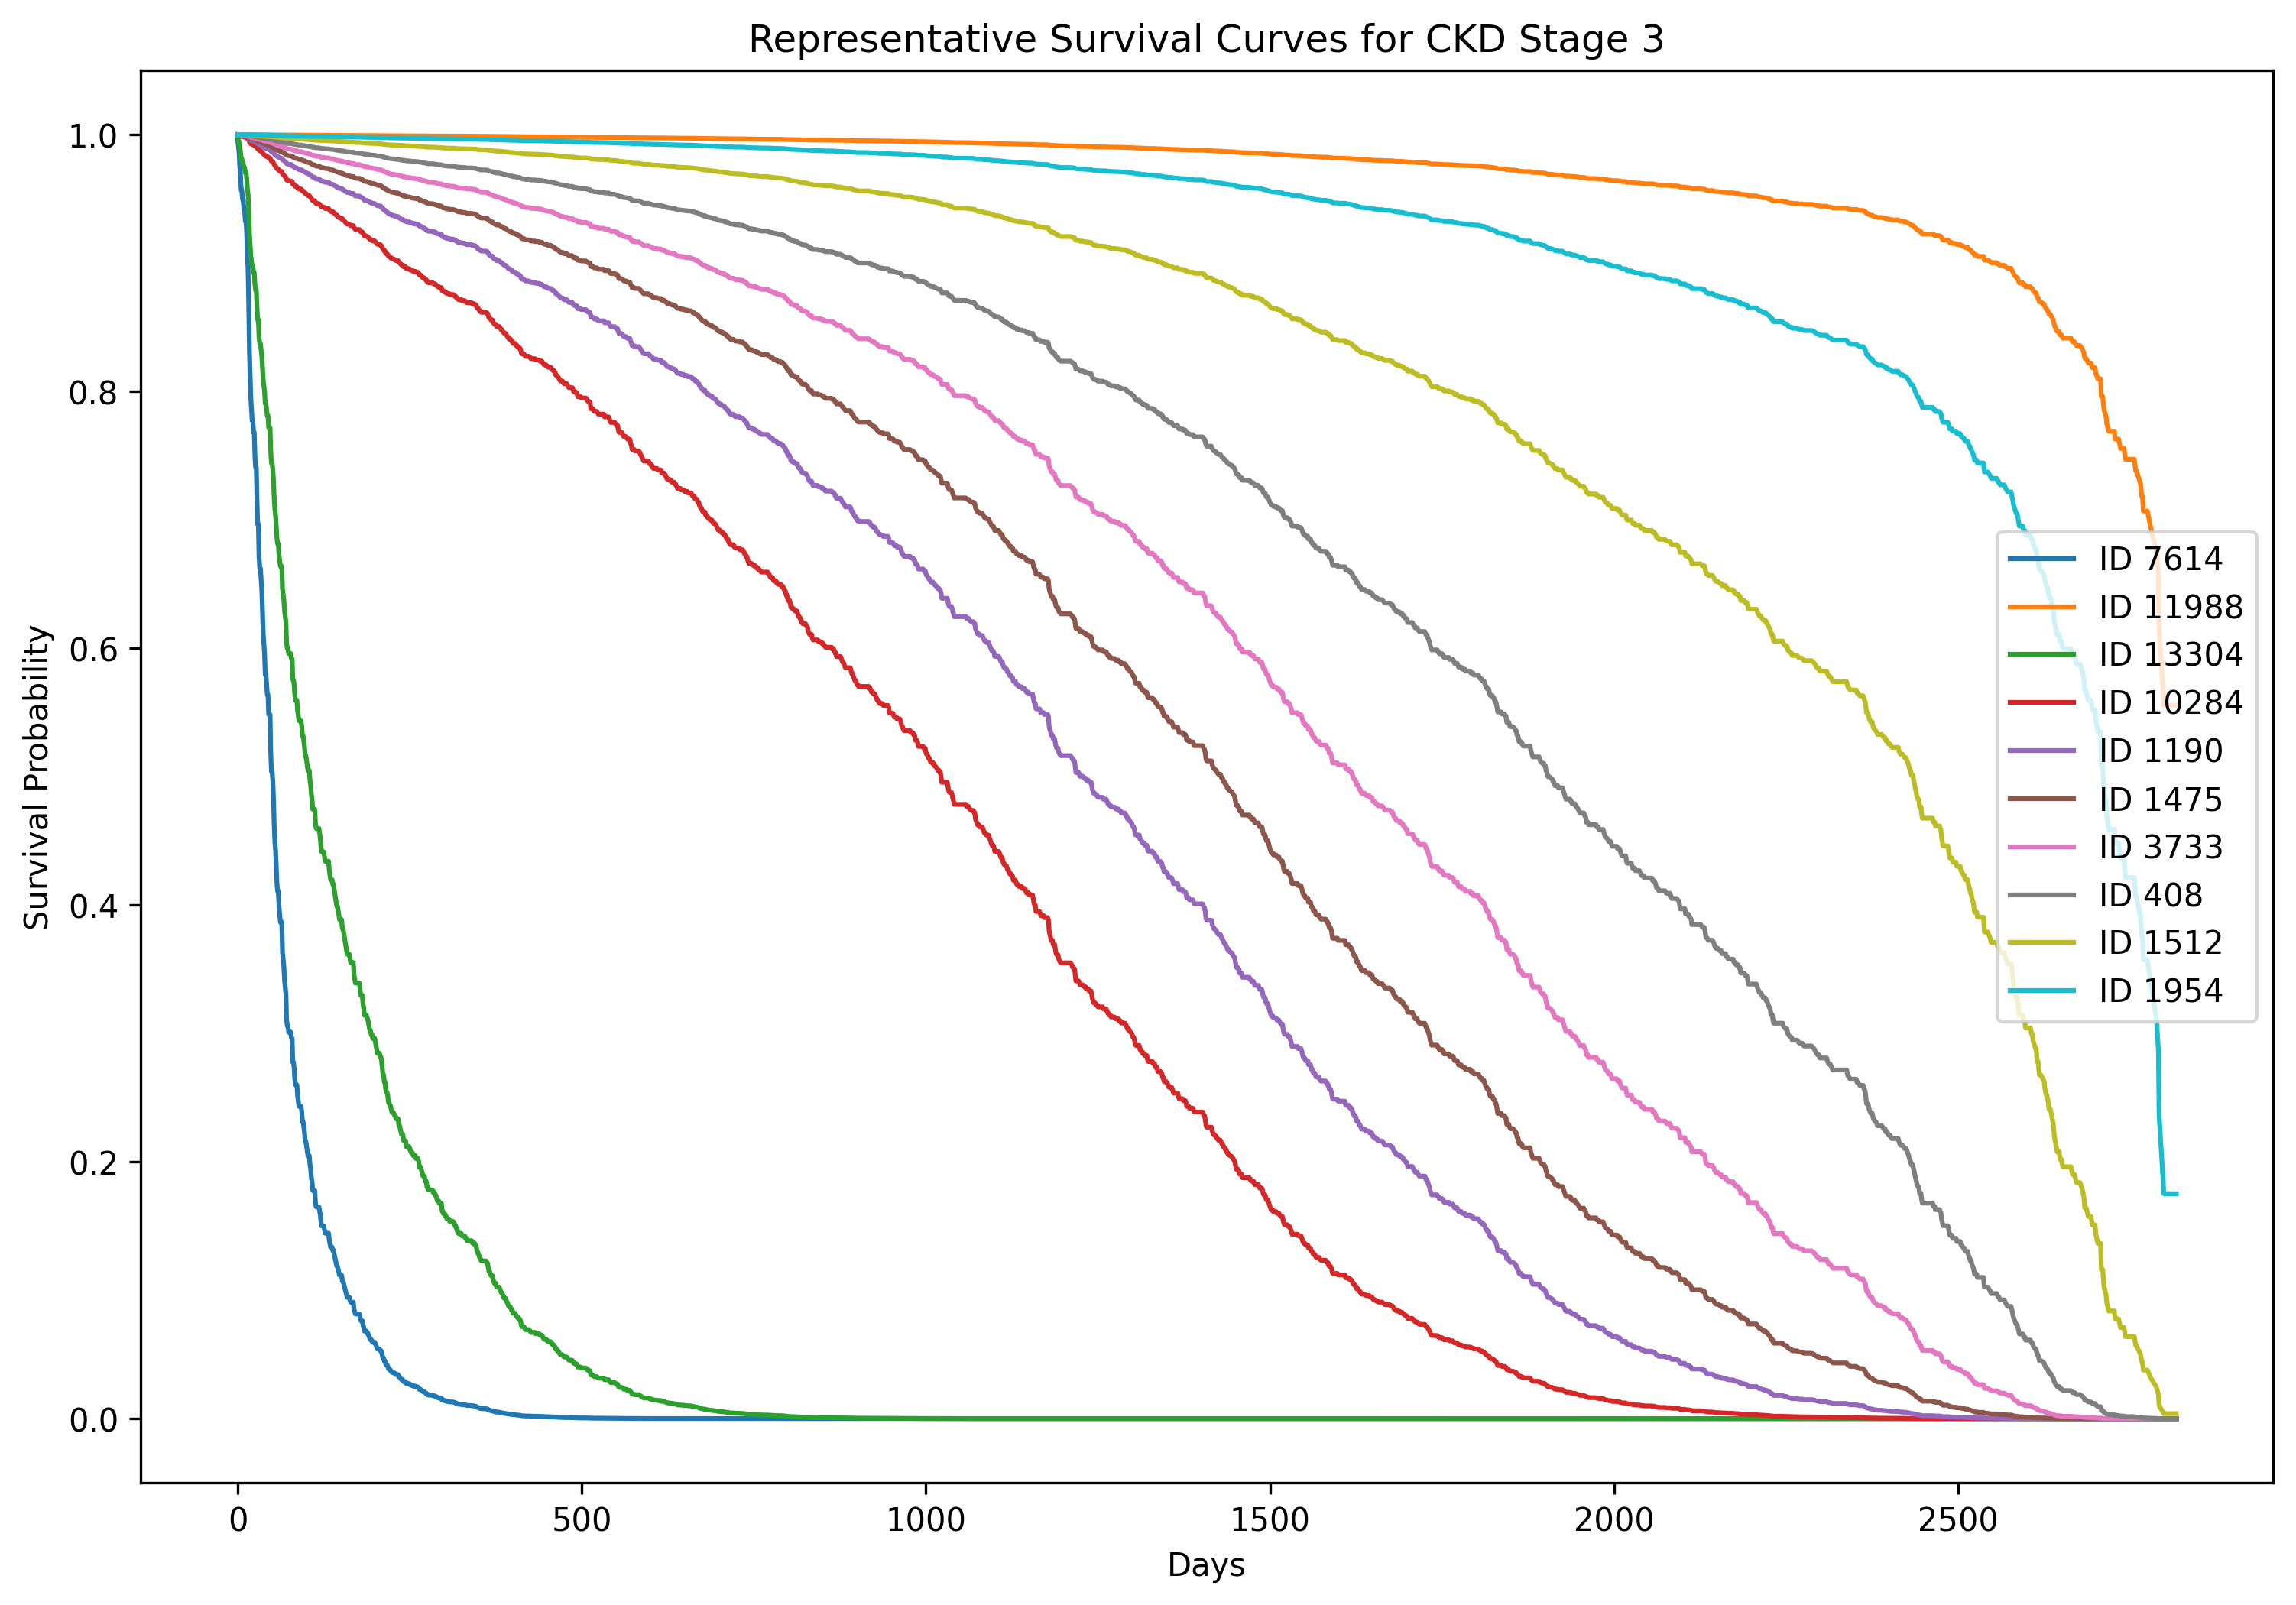 Representative Survival Curves for CKD Stage 3
Survival Probability
1.0
0.8
0.6
0.4
0.2
0.0
ID 7614
ID 11988
ID 13304
ID 10284
ID 1190
ID 1475
ID 3733
ID 408
ID 1512
ID 1954
0 500 1000 1500 2000 2500
Days